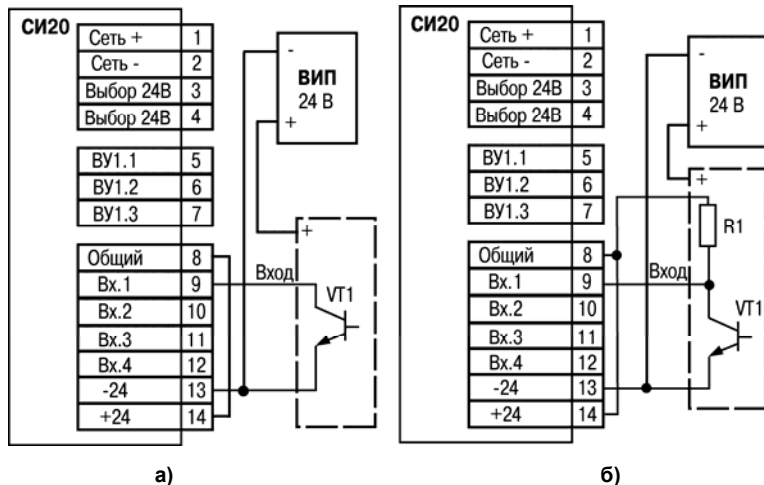 СИ20
Сеть + 1
Сеть - 2
Выбор 24В 3
Выбор 24В 4
ВУ1.1 5
ВУ1.2 6
ВУ1.3 7
Общий 8
Вх.1 9
Вх.2 10
Вх.3 11
Вх.4 12
-24 13
+24 14
-
ВИП
24 В
+
+
Вход
VT1
а)
СИ20
Сеть + 1
Сеть - 2
Выбор 24В 3
Выбор 24В 4
ВУ1.1 5
ВУ1.2 6
ВУ1.3 7
Общий 8
Вх.1 9
Вх.2 10
Вх.3 11
Вх.4 12
-24 13
+24 14
-
ВИП
24 В
+
+
R1
Вход
VT1
б)